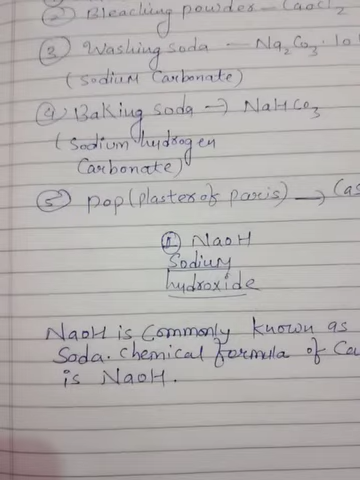 ② Bleaching powder - CaOCl2
③ Washing soda - Na2CO3.10
(Sodium Carbonate)
④ Baking soda → NaHCO3
(Sodium hydrogen
Carbonate)
⑤ POP (Plaster of paris) → (as
① NaOH
Sodium
hydroxide
NaOH is Commonly known as
Soda. Chemical formula of Ca
is NaOH.